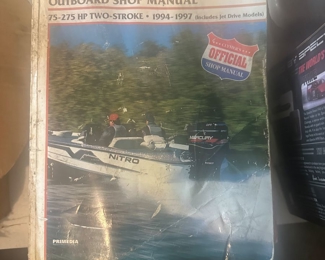 OUTBOARD SHOP MANUAL
75-275 HP TWO-STROKE • 1994-1997 (Includes Jet Drive Models)
OFFICIAL
SHOP MANUAL
MERCURY
NITRO
PRIMEDIA